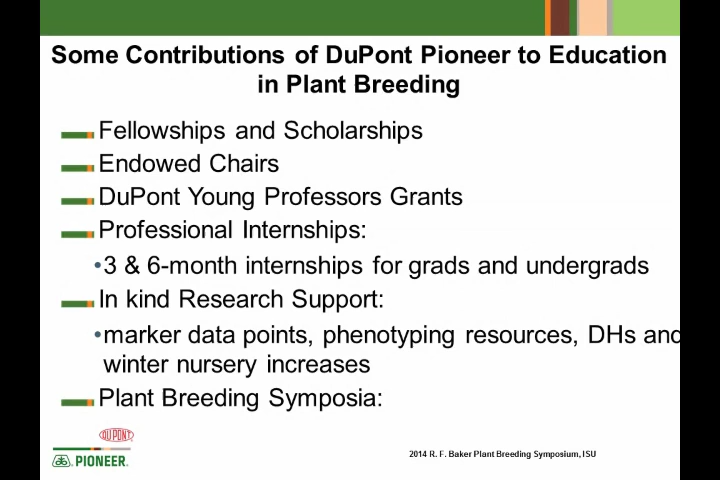 Some Contributions of DuPont Pioneer to Education
in Plant Breeding
Fellowships and Scholarships
Endowed Chairs
DuPont Young Professors Grants
Professional Internships:
•3 & 6-month internships for grads and undergrads
In kind Research Support:
•marker data points, phenotyping resources, DHs and
winter nursery increases
Plant Breeding Symposia:
DUPONT
PIONEER.
2014 R. F. Baker Plant Breeding Symposium, ISU